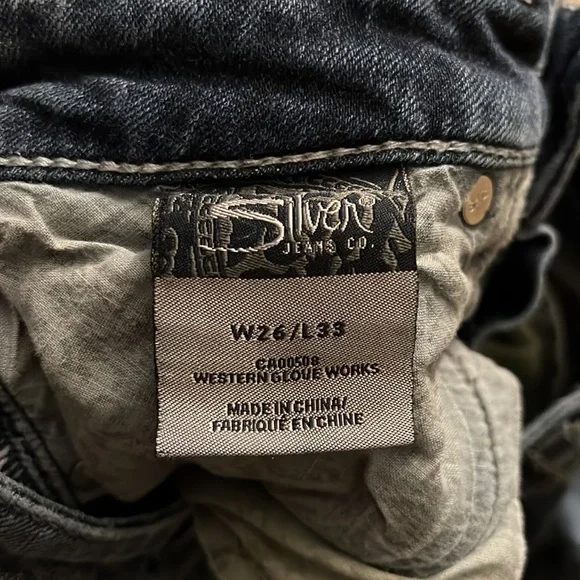 Silver
JEANS CO.
W26/L33
CA00508
WESTERN GLOVE WORKS
MADE IN CHINA/
FABRIQUÉ EN CHINE